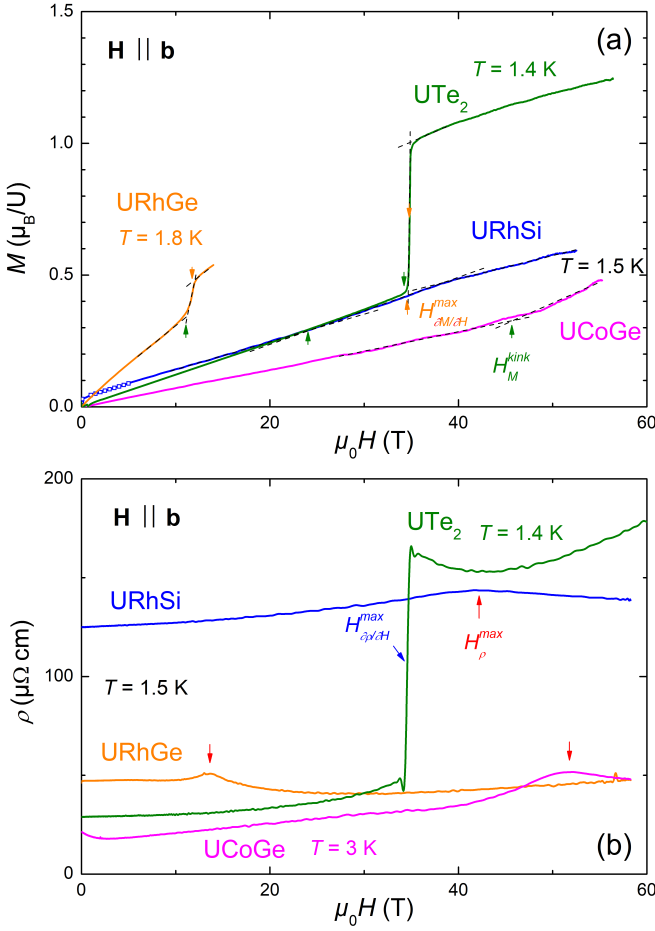 (a)
H || b
T = 1.4 K
UTe₂
URhGe
T = 1.8 K
URhSi
T = 1.5 K
H^max_∂M/∂H
UCoGe
H^kink_M
M (μ_B/U)
1.5
1.0
0.5
0.0
0 20 40 60
μ₀H (T)
H || b
UTe₂ T = 1.4 K
URhSi
H^max_∂ρ/∂H
H^max_ρ
T = 1.5 K
URhGe
UCoGe T = 3 K
(b)
ρ (μΩ cm)
200
100
0
0 20 40 60
μ₀H (T)